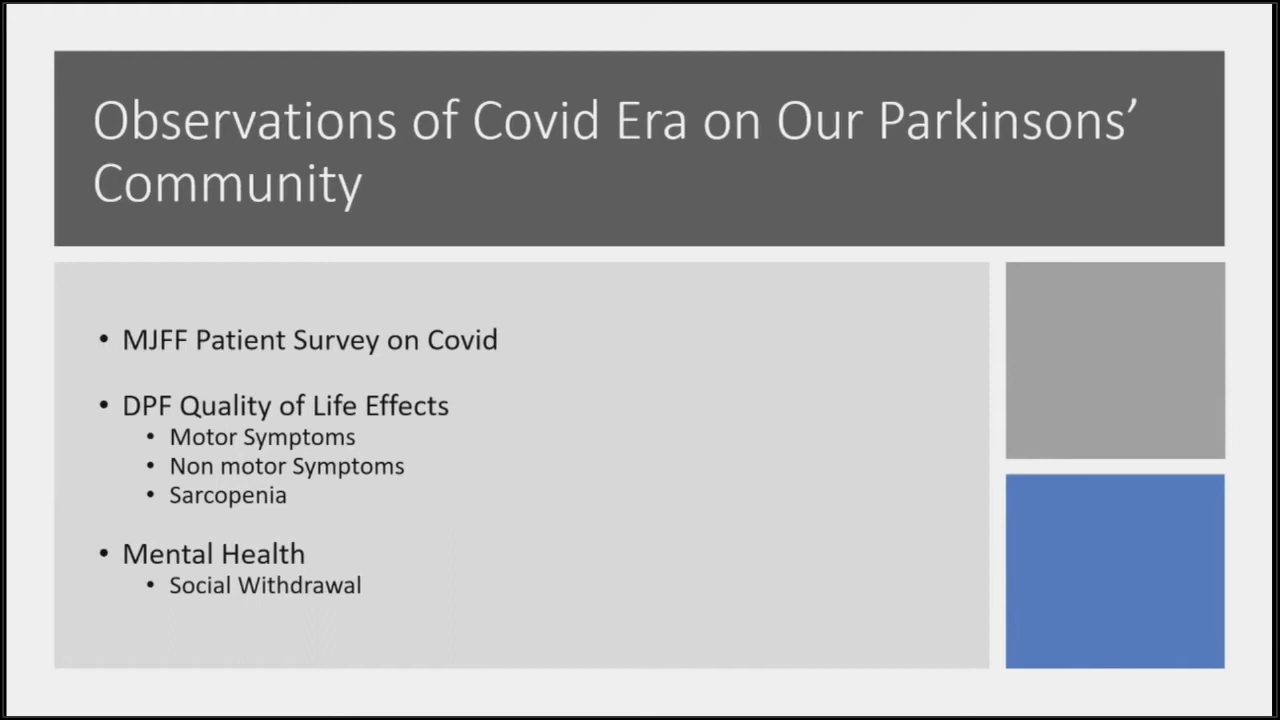 Observations of Covid Era on Our Parkinsons’
Community
• MJFF Patient Survey on Covid
• DPF Quality of Life Effects
• Motor Symptoms
• Non motor Symptoms
• Sarcopenia
• Mental Health
• Social Withdrawal